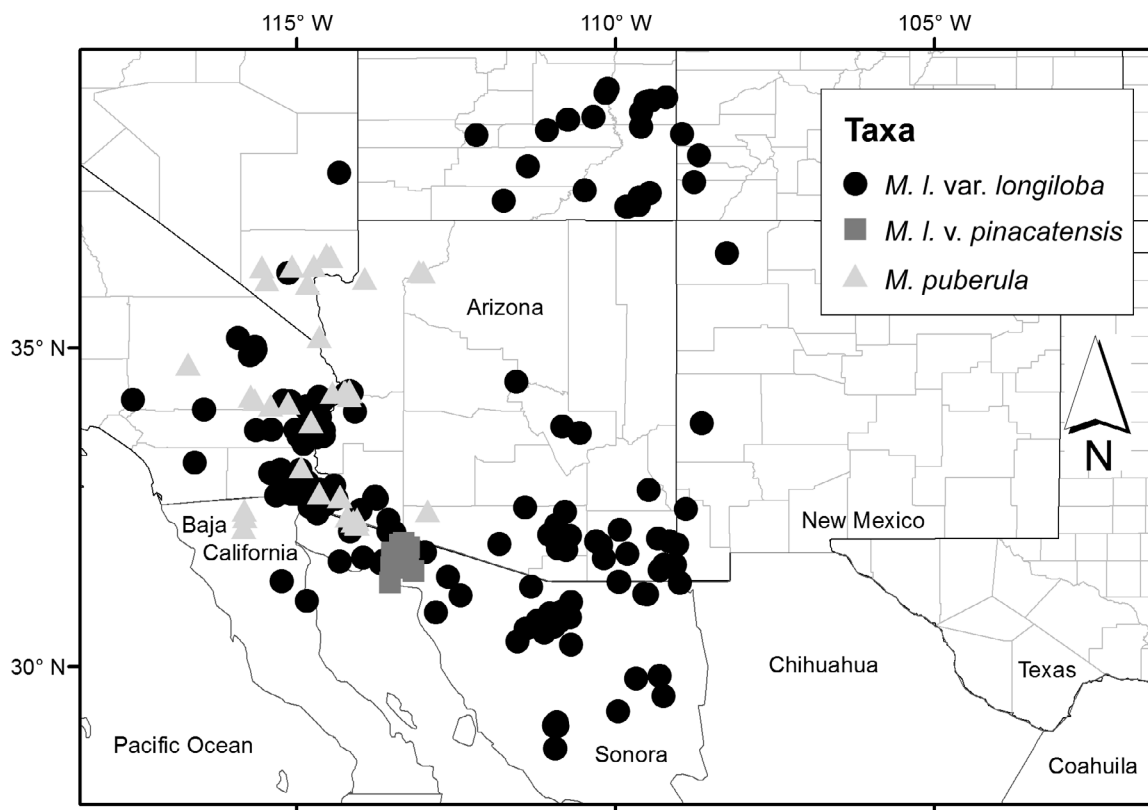 115° W
110° W
105° W
Taxa
M. l. var. longiloba
M. l. v. pinacatensis
M. puberula
Arizona
35° N
N
New Mexico
Baja
California
30° N
Chihuahua
Texas
Pacific Ocean
Sonora
Coahuila